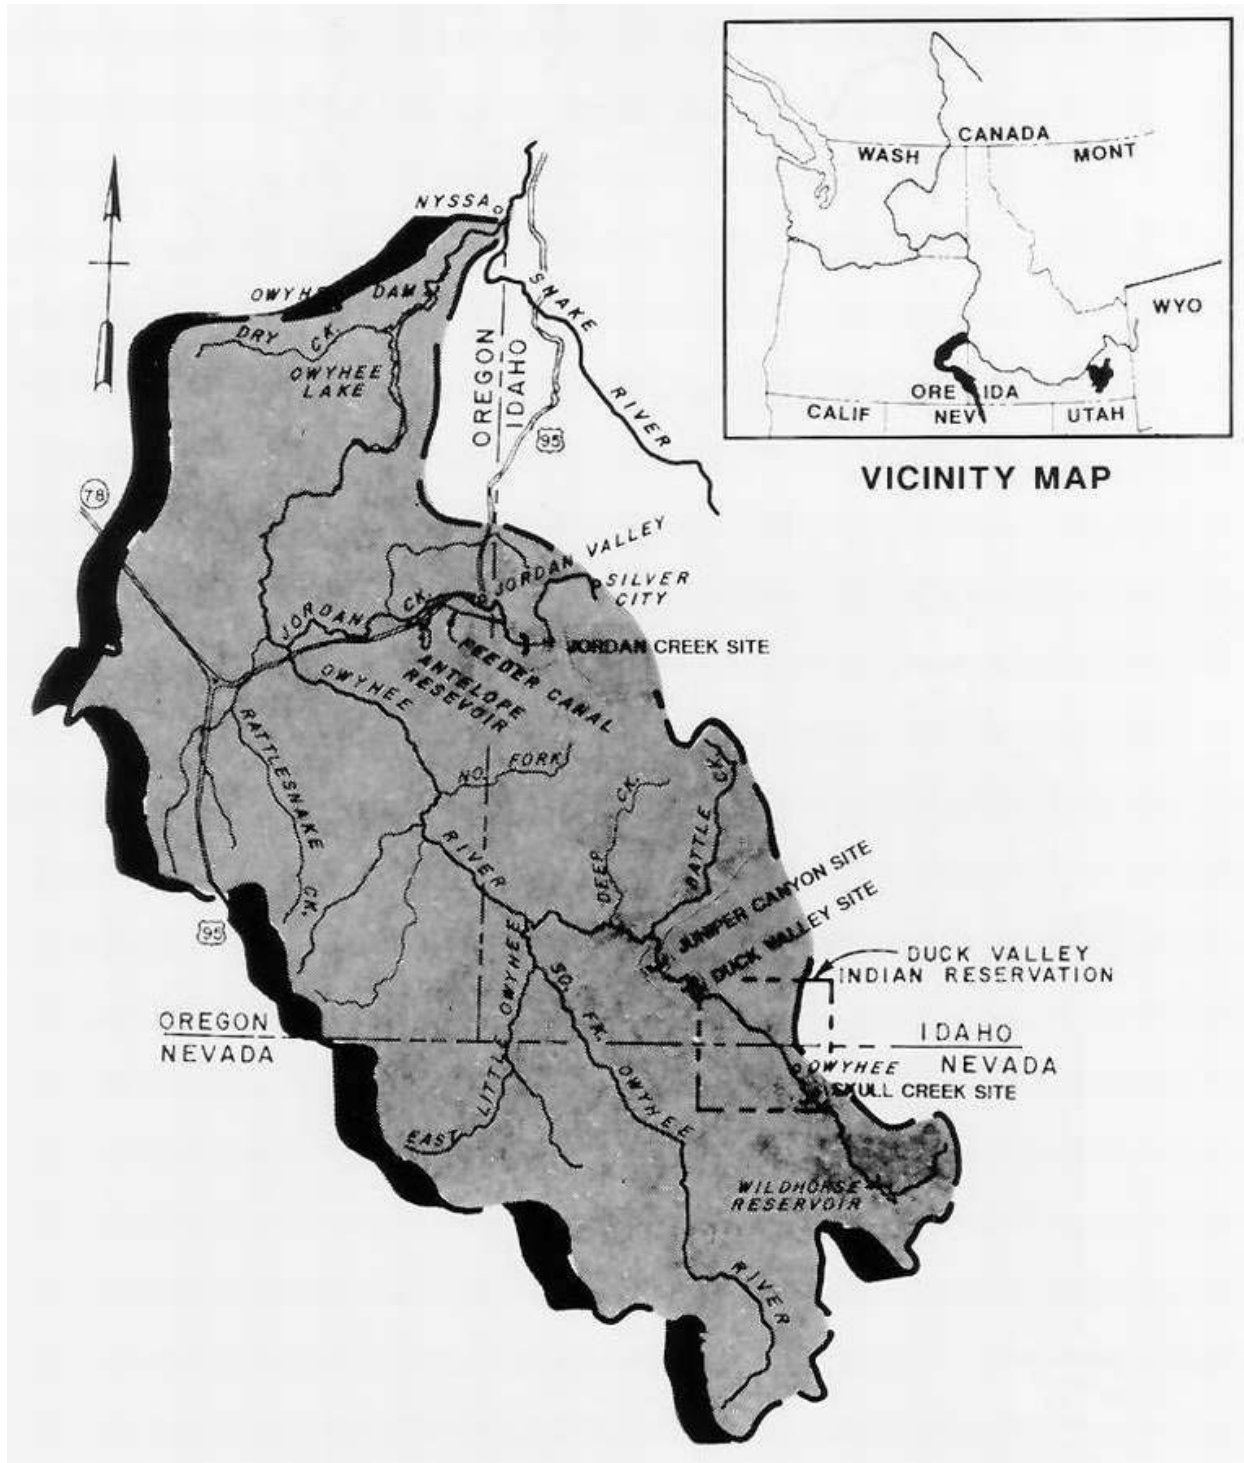 CANADA
WASH
MONT
WYO
ORE
IDA
CALIF
NEV
UTAH
VICINITY MAP
NYSSA
OWYHEE DAM
SNAKE
RIVER
DRY CK.
OWYHEE
LAKE
OREGON
IDAHO
95
78
JORDAN VALLEY
SILVER
CITY
JORDAN CK.
JORDAN CREEK SITE
FEEDER CANAL
ANTELOPE
RESEVOIR
OWYHEE
RIVER
RATTLESNAKE
CK.
NO. FORK
DEEP
CK.
BATTLE
CK.
JUNIPER CANYON SITE
DUCK VALLEY SITE
95
DUCK VALLEY
INDIAN RESERVATION
OREGON
NEVADA
IDAHO
NEVADA
OWYHEE
SKULL CREEK SITE
EAST LITTLE OWYHEE
SO. FK. OWYHEE
RIVER
WILDHORSE
RESERVOIR